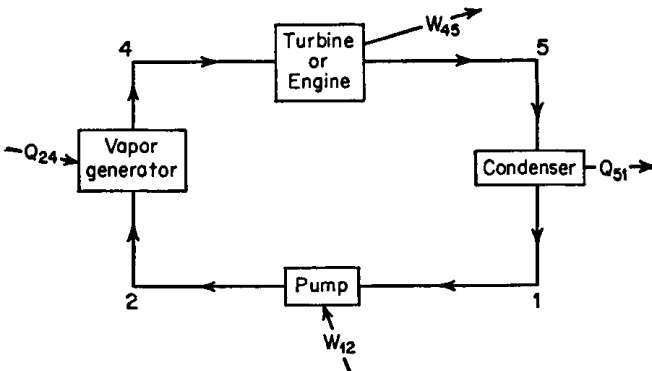 W45
4
Turbine
or
Engine
5
Q24
Vapor
generator
Condenser
Q51
2
Pump
1
W12